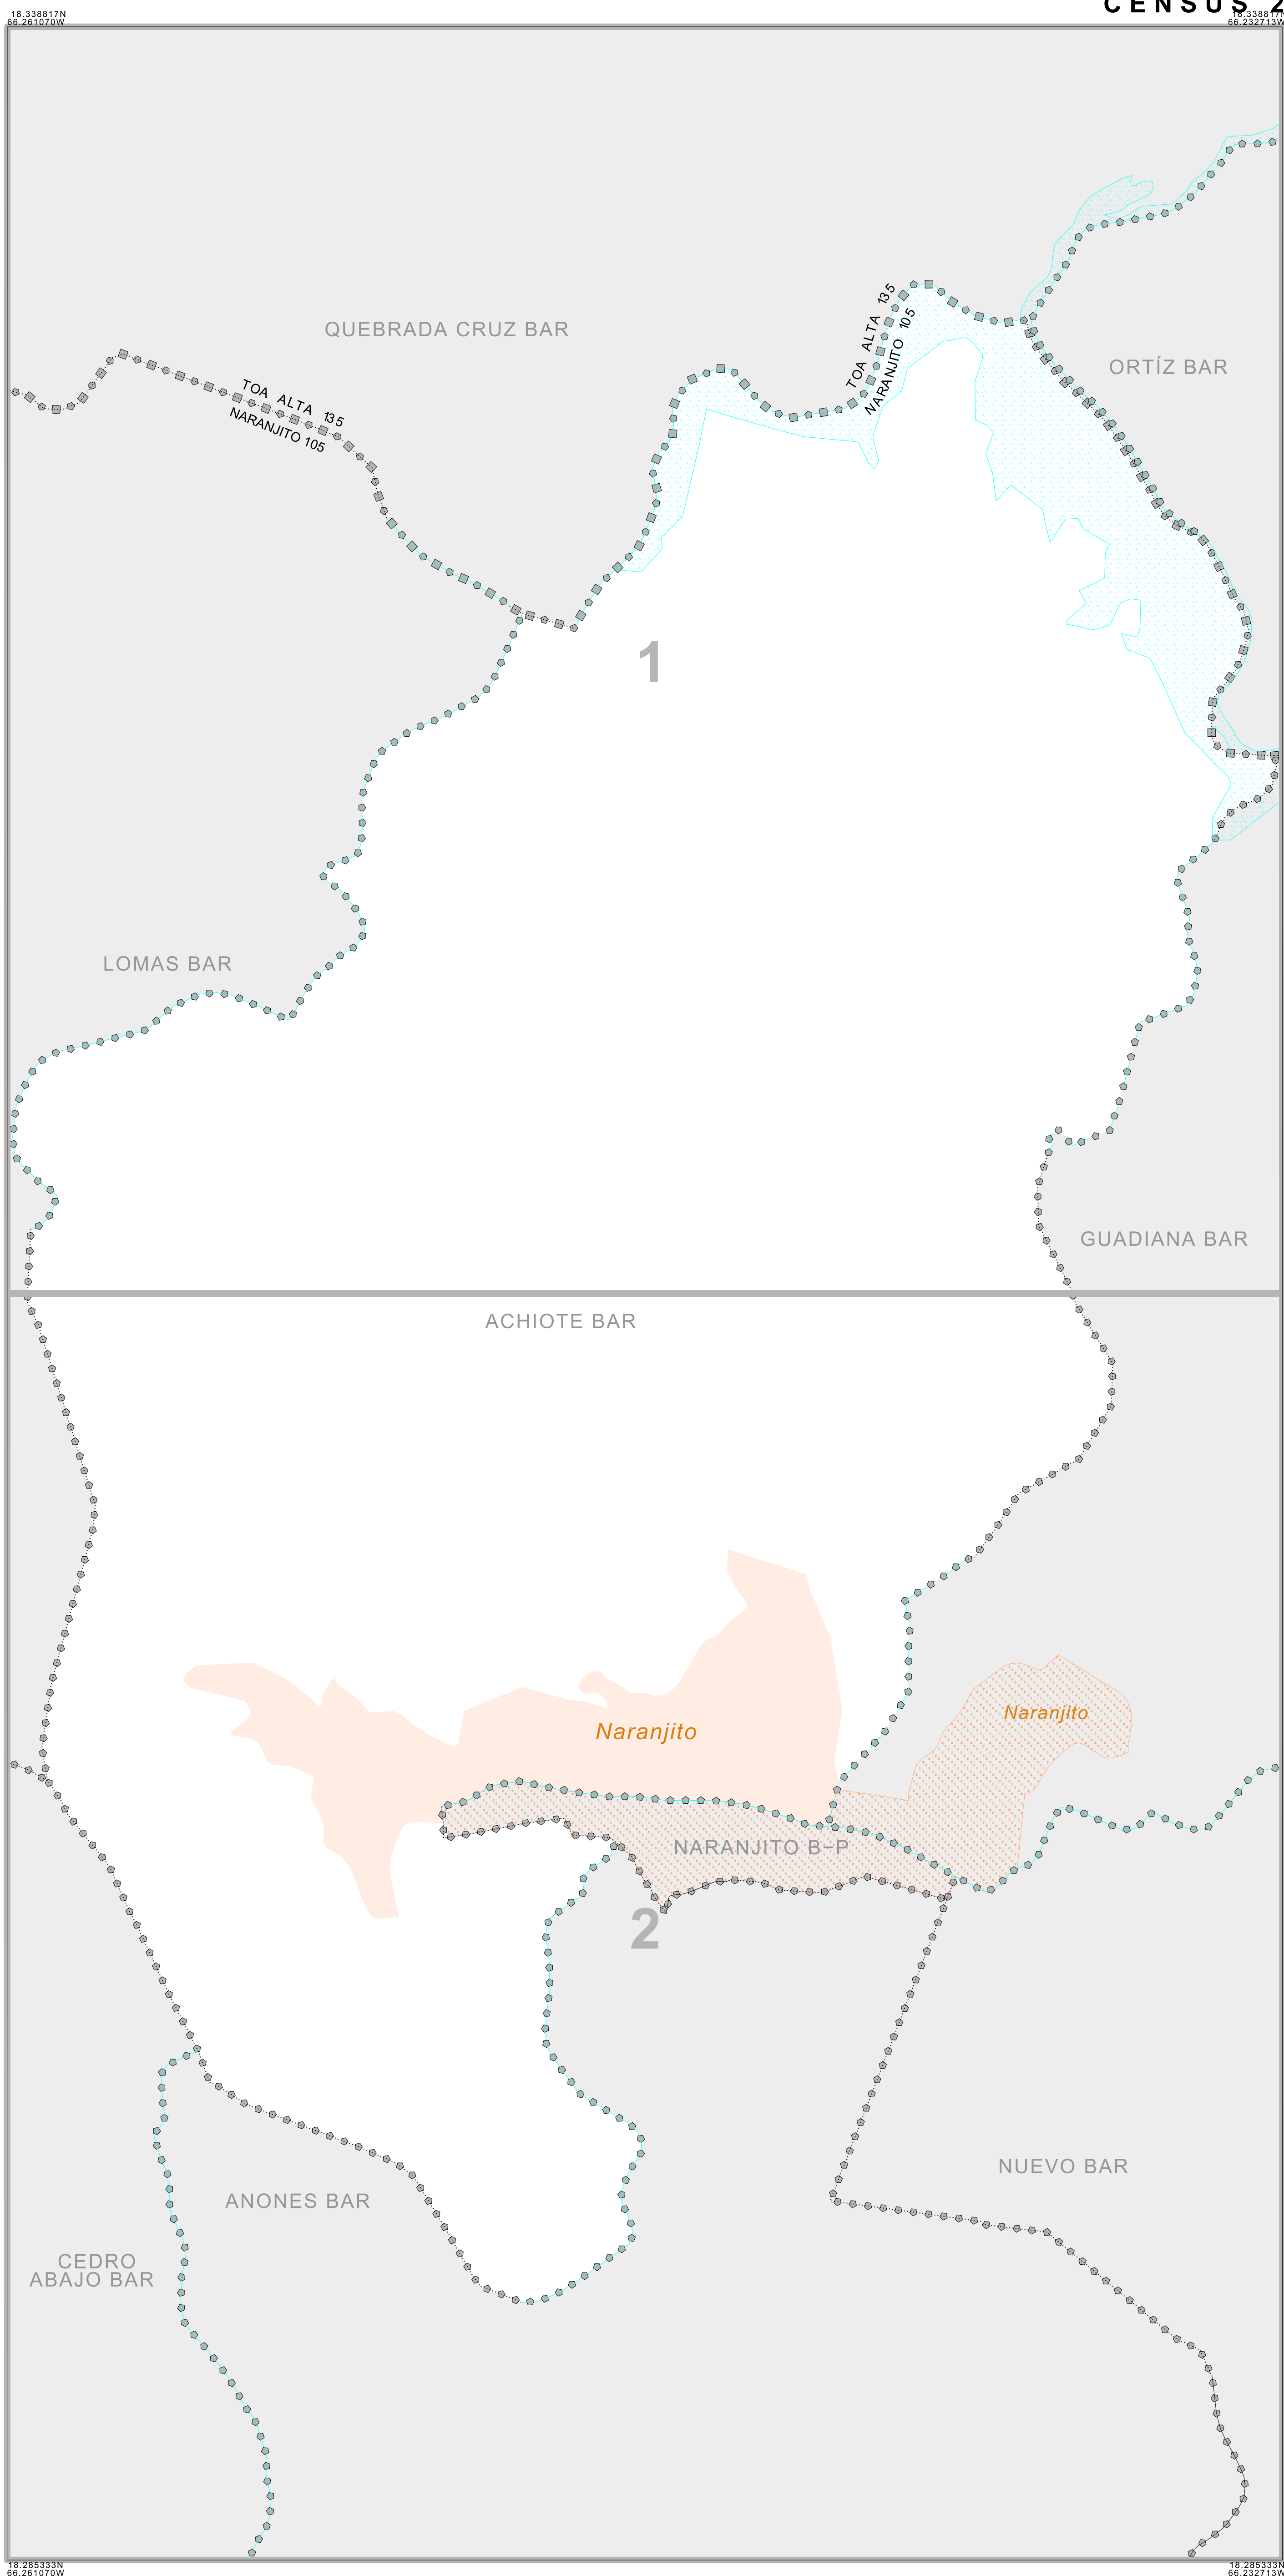 CENSUS 2
18.338817N
66.261070W
18.338817N
66.232713W
QUEBRADA CRUZ BAR
TOA ALTA 135
NARANJITO 105
ORTÍZ BAR
TOA ALTA 135
NARANJITO 105
1
LOMAS BAR
GUADIANA BAR
ACHIOTE BAR
Naranjito
Naranjito
NARANJITO B-P
2
NUEVO BAR
ANONES BAR
CEDRO
ABAJO BAR
18.285333N
66.261070W
18.285333N
66.232713W